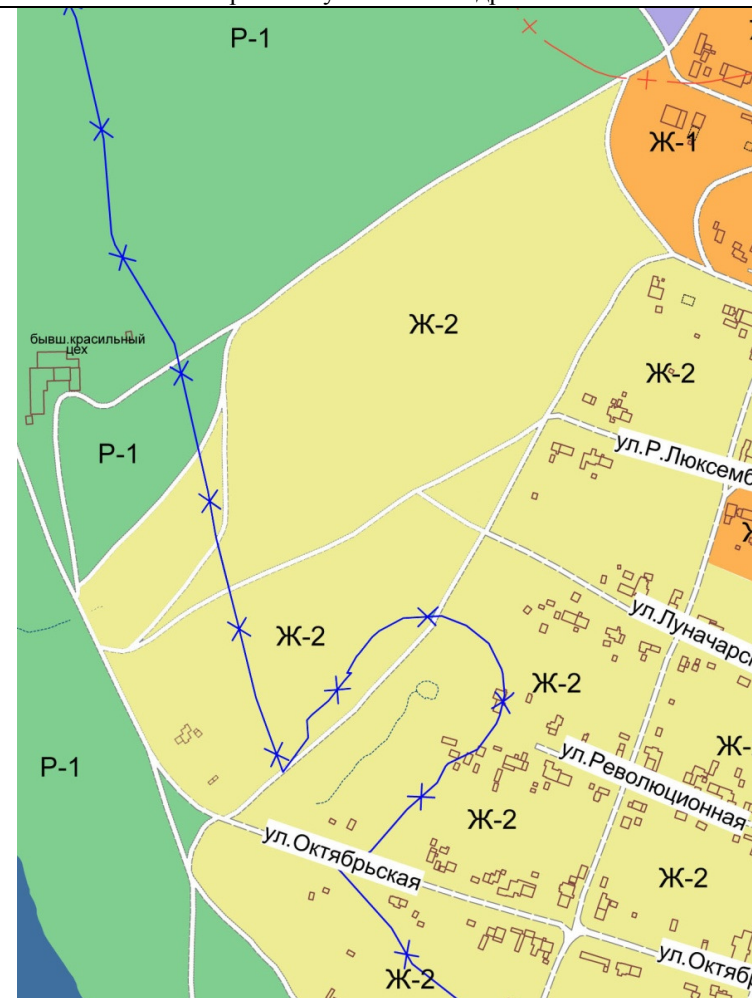 Р-1
Ж-1
Ж-2
бывш.красильный
цех
Ж-2
Р-1
ул.Р.Люксемб
ул.Луначарс
Ж-2
Ж-2
Ж-
Р-1
ул.Революционная
Ж-2
ул.Октябрьская
Ж-2
ул.Октяб
Ж-2